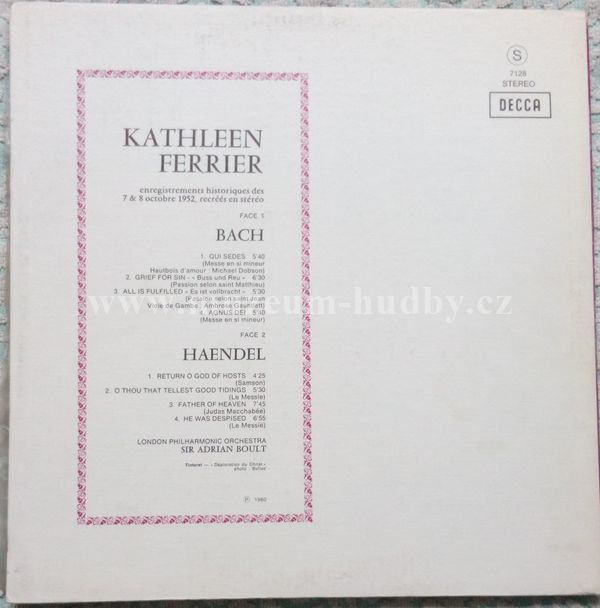 S
7128
STEREO
DECCA
KATHLEEN
FERRIER
enregistrements historiques des
7 & 8 octobre 1952, recréés en stéréo
FACE 1
BACH
1. QUI SEDES 5'40
(Messe en si mineur
Hautbois d'amour : Michael Dobson)
2. GRIEF FOR SIN - « Buss und Reu » 6'30
(Passion selon saint Matthieu)
3. ALL IS FULFILLED « Es ist vollbracht » 5'30
(Passion selon saint Jean
Viole de Gambe : Ambrose Gauntlett)
4. AGNUS DEI 5'40
(Messe en si mineur)
www.museum-hudby.cz
FACE 2
HAENDEL
1. RETURN O GOD OF HOSTS 4'25
(Samson)
2. O THOU THAT TELLEST GOOD TIDINGS 5'30
(Le Messie)
3. FATHER OF HEAVEN 7'45
(Judas Macchabée)
4. HE WAS DESPISED 6'55
(Le Messie)
LONDON PHILHARMONIC ORCHESTRA
SIR ADRIAN BOULT
Tintoret — « Déploration du Christ »
photo : Bulloz
℗ 1960